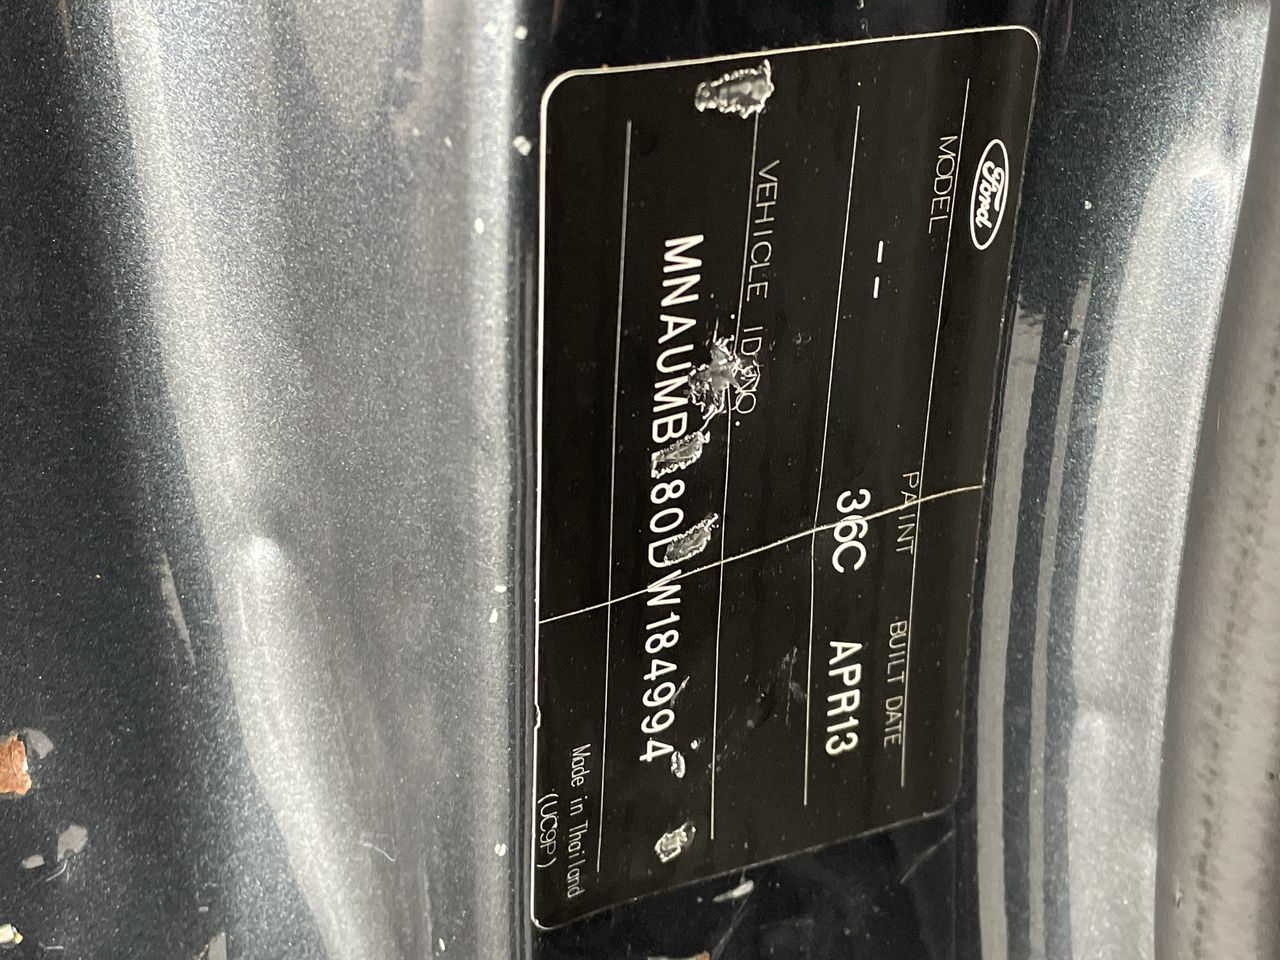 Ford
MODEL PAINT BUILT DATE
-- 36C APR13
VEHICLE ID NO.
MNAUMB 80DW184994
Made in Thailand
(UC9P)